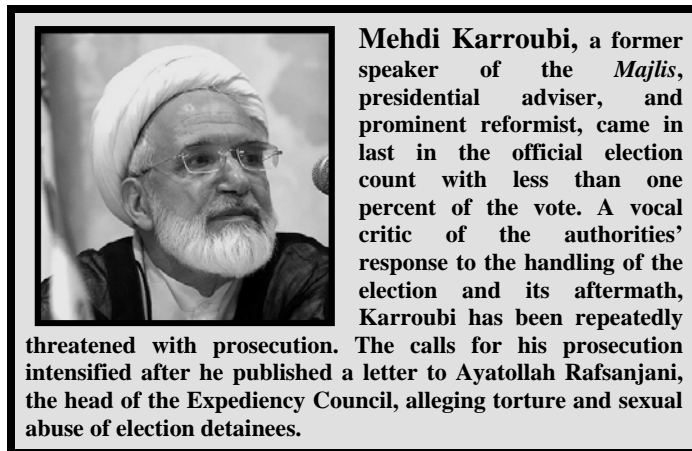 Mehdi Karroubi, a former
speaker of the Majlis,
presidential adviser, and
prominent reformist, came in
last in the official election
count with less than one
percent of the vote. A vocal
critic of the authorities’
response to the handling of the
election and its aftermath,
Karroubi has been repeatedly
threatened with prosecution. The calls for his prosecution
intensified after he published a letter to Ayatollah Rafsanjani,
the head of the Expediency Council, alleging torture and sexual
abuse of election detainees.